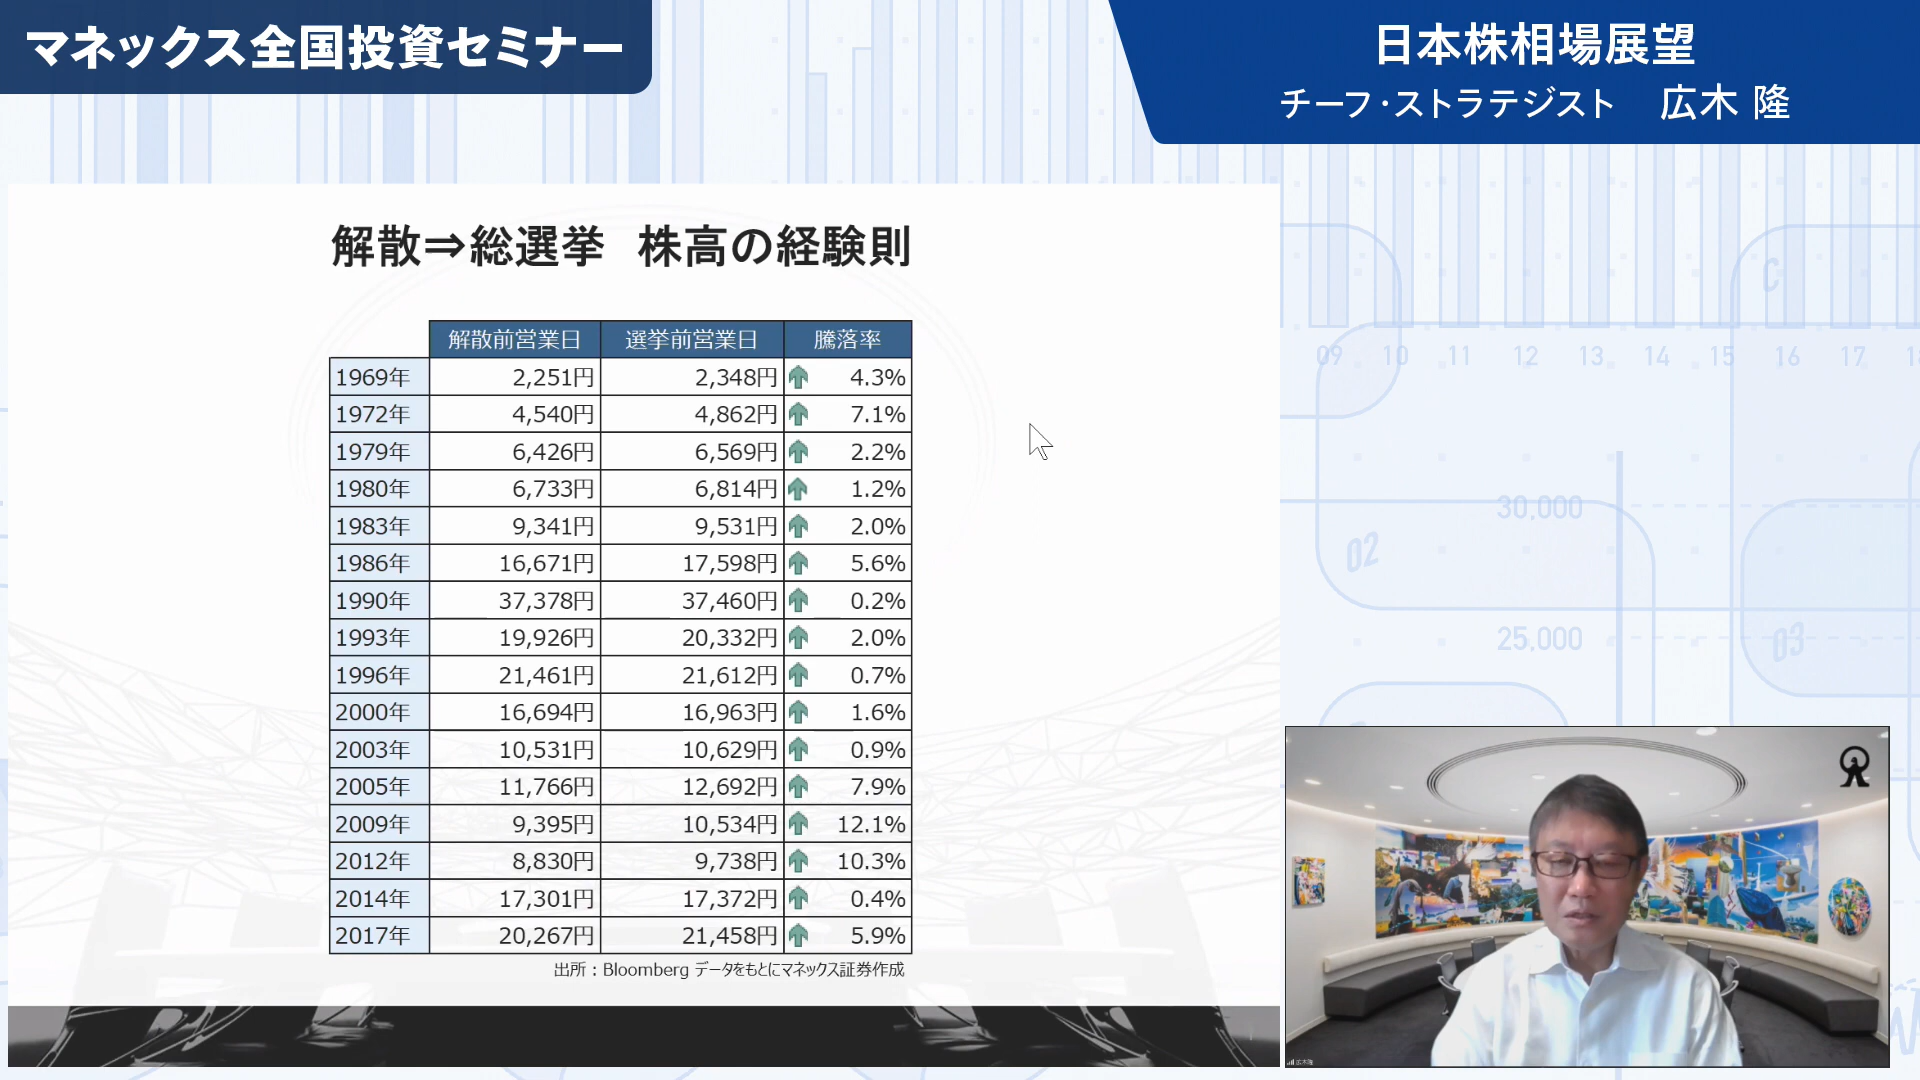 マネックス全国投資セミナー
日本株相場展望
チーフ・ストラテジスト 広木 隆
解散⇒総選挙 株高の経験則
解散前営業日 選挙前営業日 騰落率
1969年 2,251円 2,348円 4.3%
1972年 4,540円 4,862円 7.1%
1979年 6,426円 6,569円 2.2%
1980年 6,733円 6,814円 1.2%
1983年 9,341円 9,531円 2.0%
1986年 16,671円 17,598円 5.6%
1990年 37,378円 37,460円 0.2%
1993年 19,926円 20,332円 2.0%
1996年 21,461円 21,612円 0.7%
2000年 16,694円 16,963円 1.6%
2003年 10,531円 10,629円 0.9%
2005年 11,766円 12,692円 7.9%
2009年 9,395円 10,534円 12.1%
2012年 8,830円 9,738円 10.3%
2014年 17,301円 17,372円 0.4%
2017年 20,267円 21,458円 5.9%
出所：Bloomberg データをもとにマネックス証券作成
C
09 10 11 12 13 14 15 16 17
30,000
02
25,000
03
広木隆